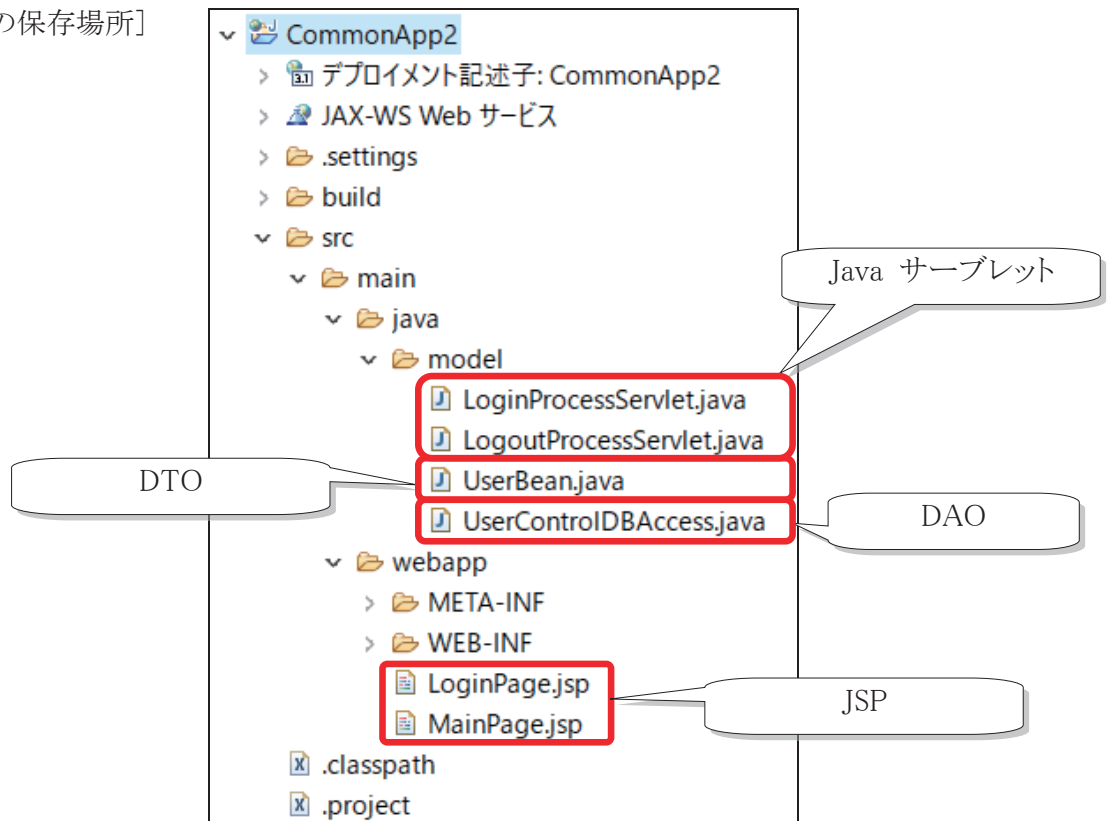 の保存場所]
CommonApp2
3.1 デプロイメント記述子: CommonApp2
JAX-WS Web サービス
.settings
build
src
main
Java サーブレット
java
model
LoginProcessServlet.java
LogoutProcessServlet.java
DTO
UserBean.java
UserControlDBAccess.java
DAO
webapp
META-INF
WEB-INF
LoginPage.jsp
JSP
MainPage.jsp
.classpath
.project